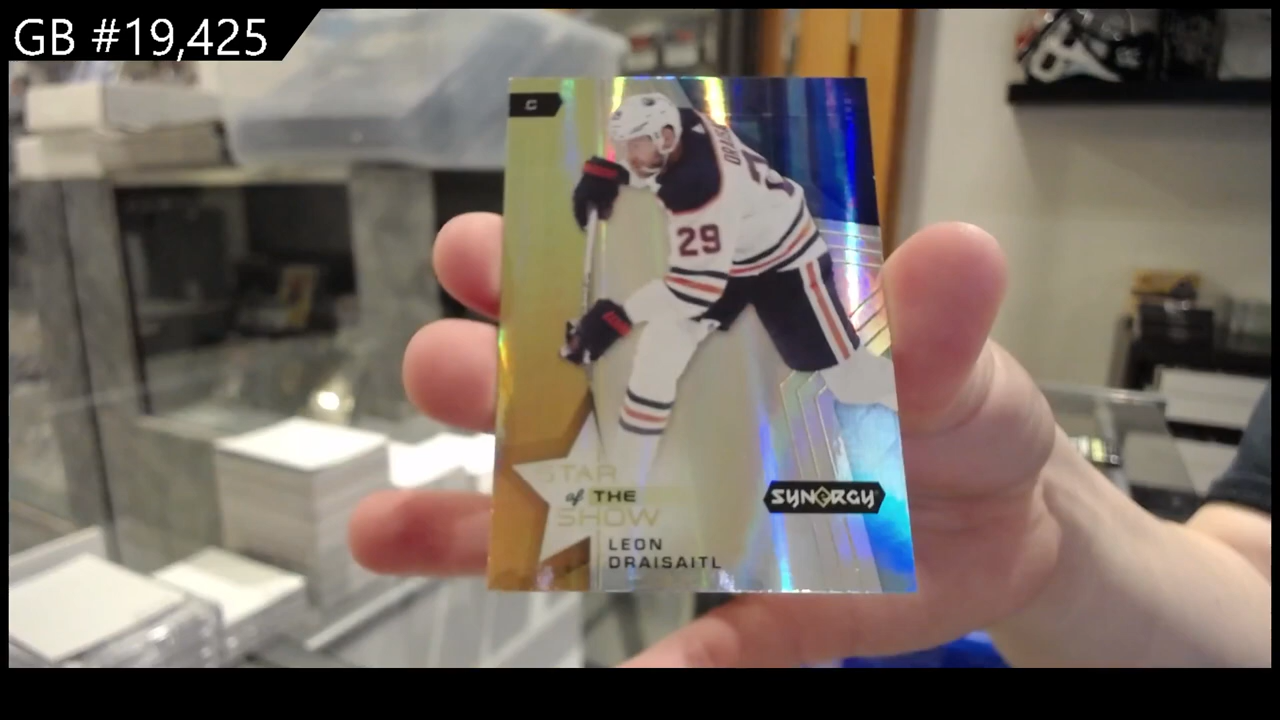 GB #19,425
C
DRAISAITL
29
STAR
of THE
SHOW
LEON
DRAISAITL
SYNERGY